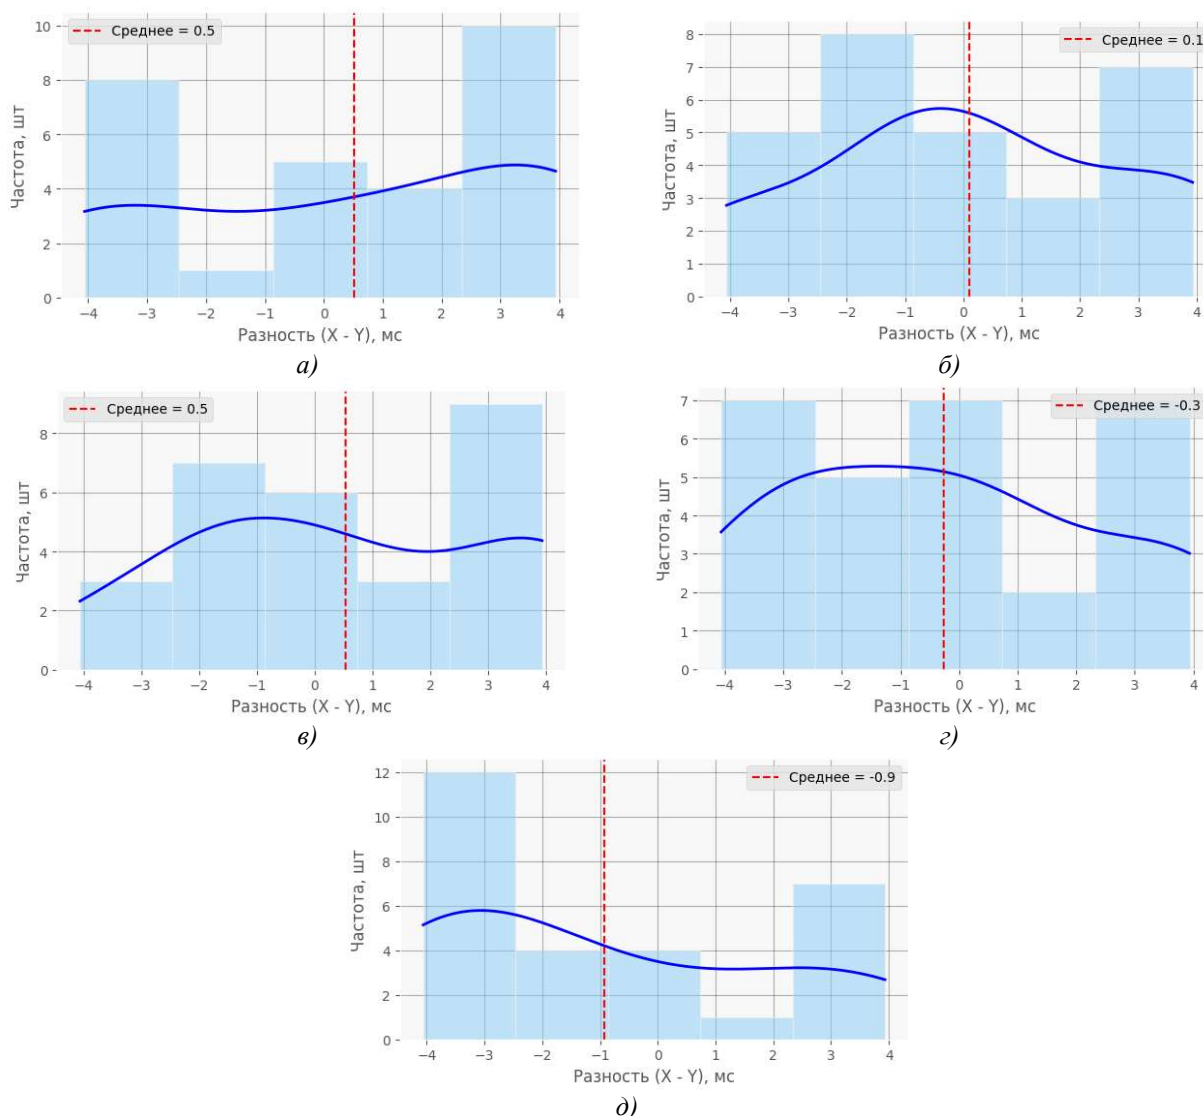 Среднее = 0.5
Частота, шт
10
8
6
4
2
0
−4 −3 −2 −1 0 1 2 3 4
Разность (X - Y), мс
а)
Среднее = 0.1
Частота, шт
8
7
6
5
4
3
2
1
0
−4 −3 −2 −1 0 1 2 3 4
Разность (X - Y), мс
б)
Среднее = 0.5
Частота, шт
8
6
4
2
0
−4 −3 −2 −1 0 1 2 3 4
Разность (X - Y), мс
в)
Среднее = -0.3
Частота, шт
7
6
5
4
3
2
1
0
−4 −3 −2 −1 0 1 2 3 4
Разность (X - Y), мс
г)
Среднее = -0.9
Частота, шт
12
10
8
6
4
2
0
−4 −3 −2 −1 0 1 2 3 4
Разность (X - Y), мс
д)